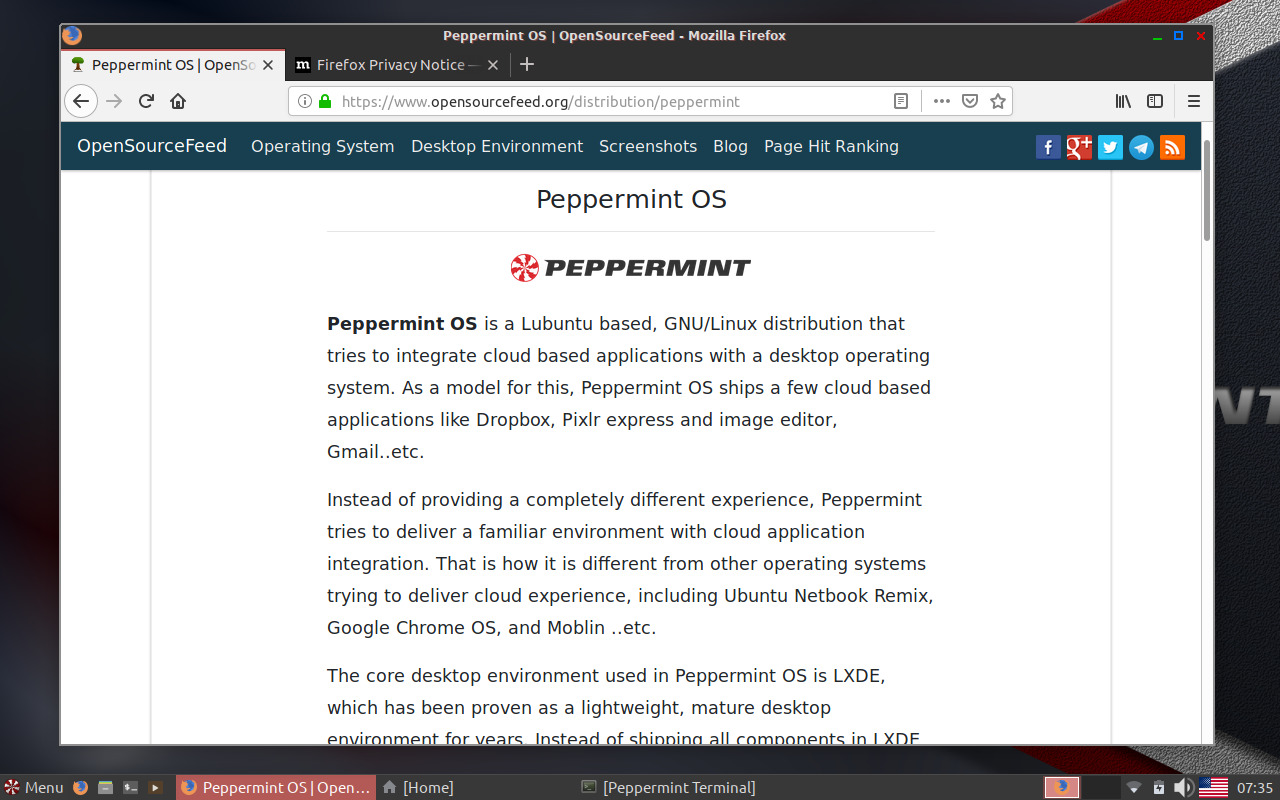 Peppermint OS | OpenSourceFeed - Mozilla Firefox
Peppermint OS | OpenSo
Firefox Privacy Notice —
https://www.opensourcefeed.org/distribution/peppermint
OpenSourceFeed Operating System Desktop Environment Screenshots Blog Page Hit Ranking
Peppermint OS
PEPPERMINT
Peppermint OS is a Lubuntu based, GNU/Linux distribution that
tries to integrate cloud based applications with a desktop operating
system. As a model for this, Peppermint OS ships a few cloud based
applications like Dropbox, Pixlr express and image editor,
Gmail..etc.
Instead of providing a completely different experience, Peppermint
tries to deliver a familiar environment with cloud application
integration. That is how it is different from other operating systems
trying to deliver cloud experience, including Ubuntu Netbook Remix,
Google Chrome OS, and Moblin ..etc.
The core desktop environment used in Peppermint OS is LXDE,
which has been proven as a lightweight, mature desktop
environment for years. Instead of shipping all components in LXDE
NT
Menu Peppermint OS | Open... [Home] [Peppermint Terminal] 07:35